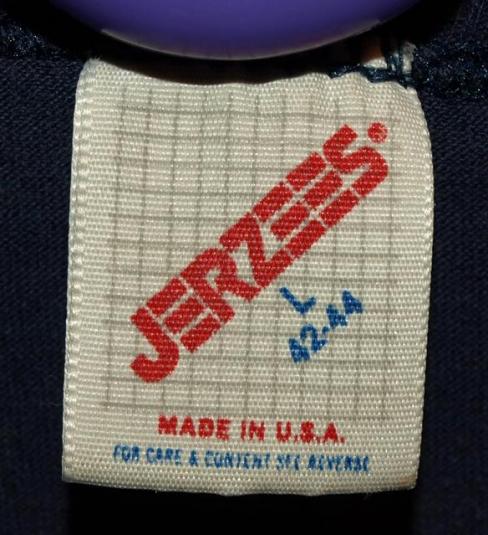 JERZEES®
L
42-44
MADE IN U.S.A.
FOR CARE & CONTENT SEE REVERSE